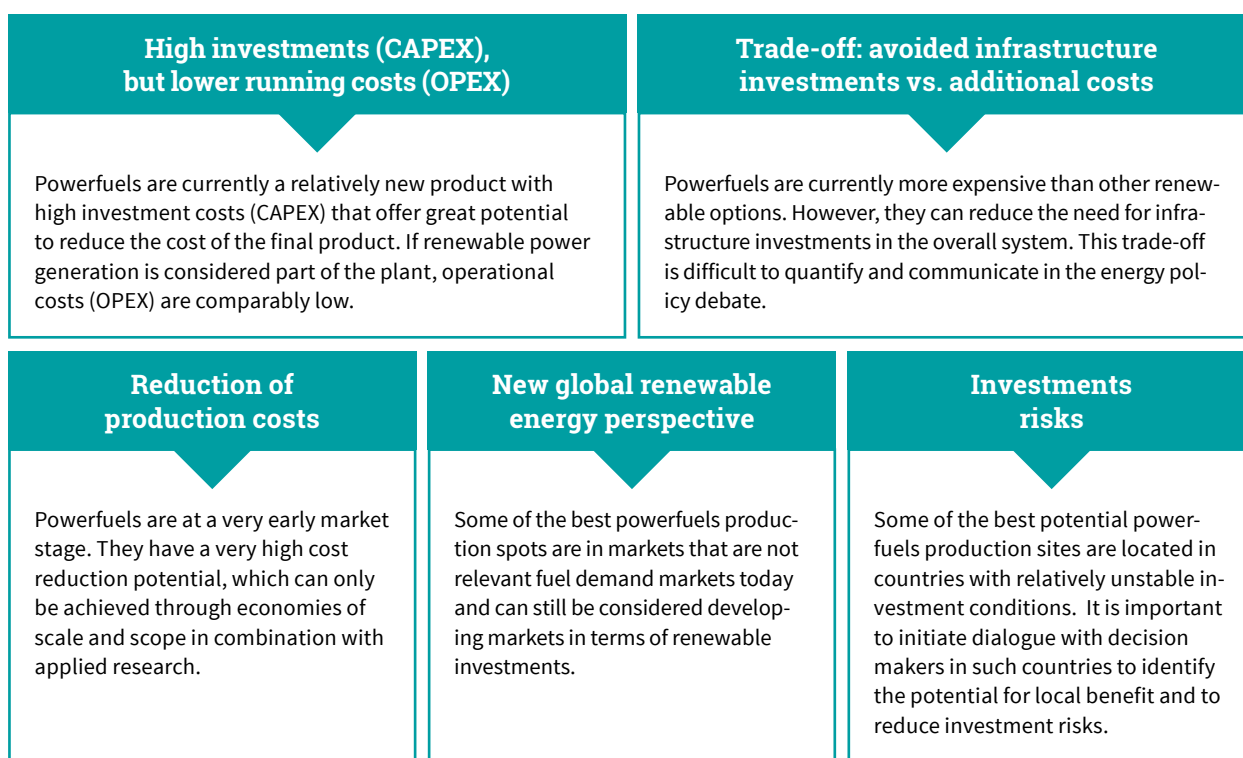 High investments (CAPEX),
but lower running costs (OPEX)
Powerfuels are currently a relatively new product with
high investment costs (CAPEX) that offer great potential
to reduce the cost of the final product. If renewable power
generation is considered part of the plant, operational
costs (OPEX) are comparably low.
Trade-off: avoided infrastructure
investments vs. additional costs
Powerfuels are currently more expensive than other renew-
able options. However, they can reduce the need for infra-
structure investments in the overall system. This trade-off
is difficult to quantify and communicate in the energy pol-
icy debate.
Reduction of
production costs
Powerfuels are at a very early market
stage. They have a very high cost
reduction potential, which can only
be achieved through economies of
scale and scope in combination with
applied research.
New global renewable
energy perspective
Some of the best powerfuels produc-
tion spots are in markets that are not
relevant fuel demand markets today
and can still be considered develop-
ing markets in terms of renewable
investments.
Investments
risks
Some of the best potential power-
fuels production sites are located in
countries with relatively unstable in-
vestment conditions.  It is important
to initiate dialogue with decision
makers in such countries to identify
the potential for local benefit and to
reduce investment risks.